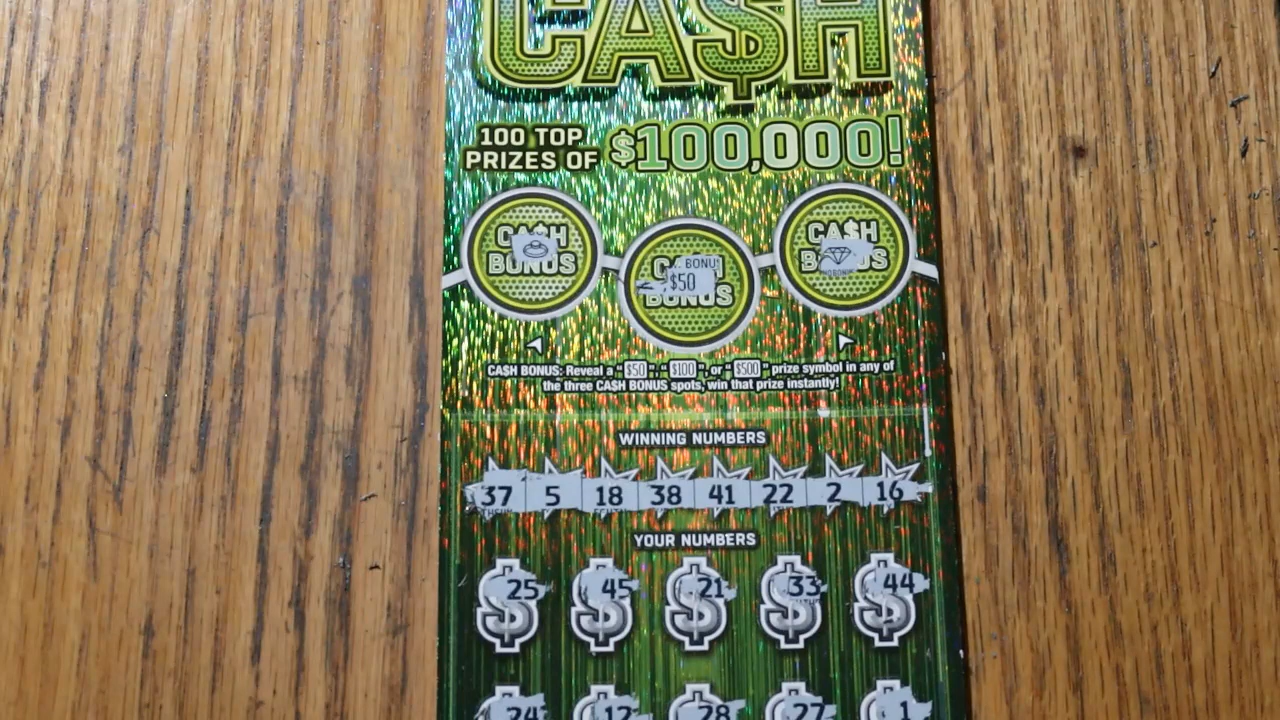 CA$H
100 TOP
PRIZES OF $100,000!
CA$H
BONUS
BONUS
$50
BONUS
CA$H
BONUS
CA$H BONUS: Reveal a "$50", "$100", or "$500" prize symbol in any of
the three CA$H BONUS spots, win that prize instantly!
WINNING NUMBERS
37 5 18 38 41 22 2 16
YOUR NUMBERS
25 45 21 33 44
24 12 28 27 1